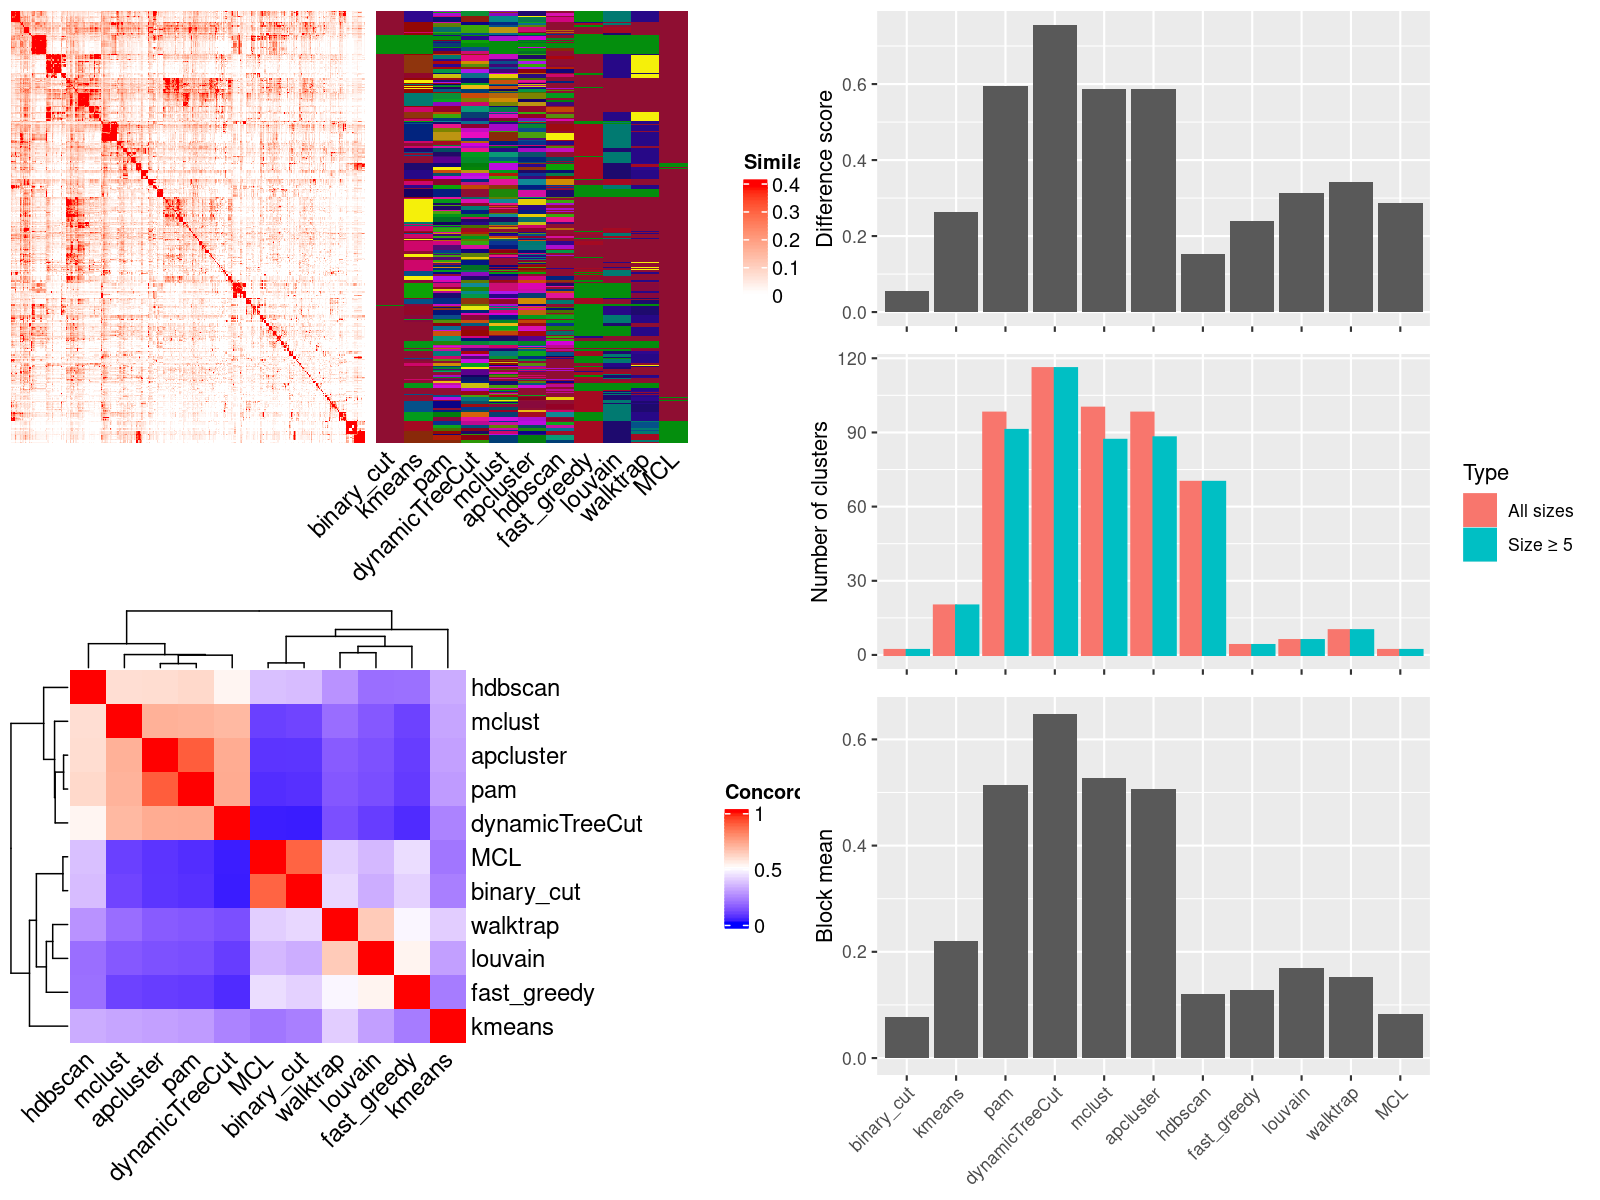 Simila
0.4
0.3
0.2
0.1
0
binary_cut
kmeans
pam
dynamicTreeCut
mclust
apcluster
hdbscan
fast_greedy
louvain
walktrap
MCL
hdbscan
mclust
apcluster
pam
dynamicTreeCut
MCL
binary_cut
walktrap
louvain
fast_greedy
kmeans
hdbscan
mclust
apcluster
pam
dynamicTreeCut
MCL
binary_cut
walktrap
louvain
fast_greedy
kmeans
Concord
1
0.5
0
Difference score
0.6
0.4
0.2
0.0
Number of clusters
120
90
60
30
0
Type
All sizes
Size ≥ 5
Block mean
0.6
0.4
0.2
0.0
binary_cut
kmeans
pam
dynamicTreeCut
mclust
apcluster
hdbscan
fast_greedy
louvain
walktrap
MCL